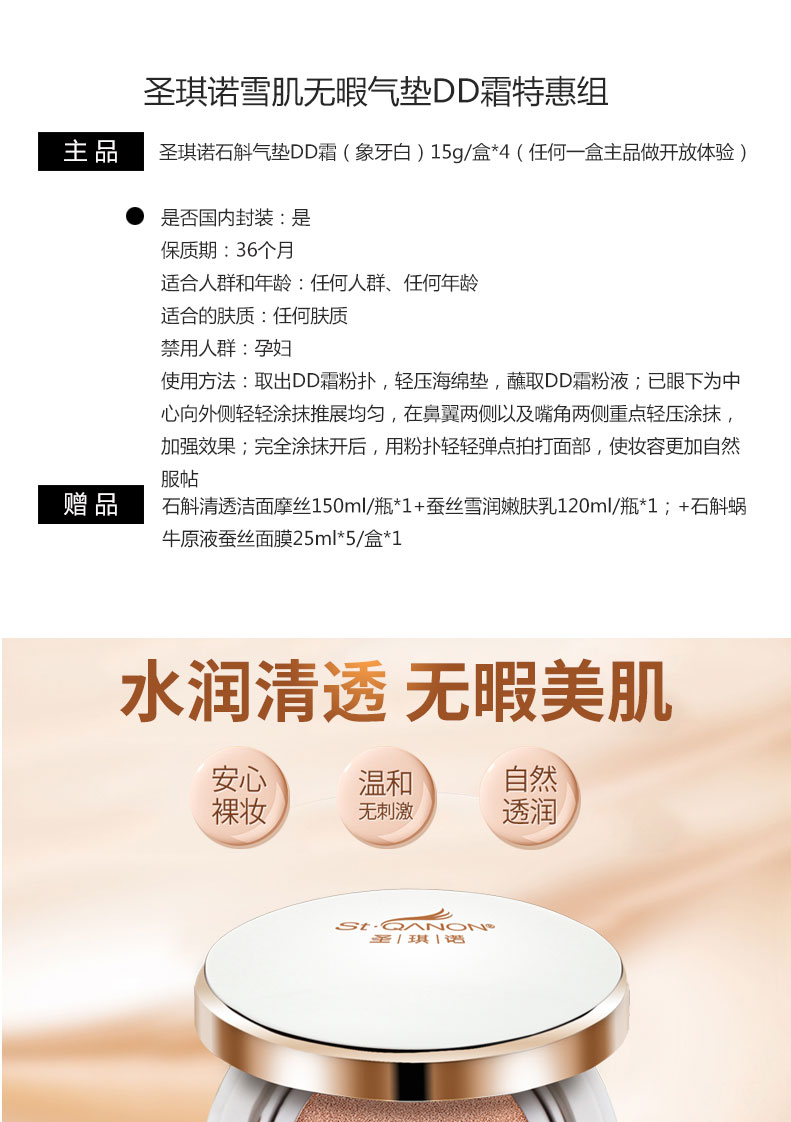 圣琪诺雪肌无暇气垫DD霜特惠组
主 品
圣琪诺石斛气垫DD霜（象牙白）15g/盒*4（任何一盒主品做开放体验）
是否国内封装：是
保质期：36个月
适合人群和年龄：任何人群、任何年龄
适合的肤质：任何肤质
禁用人群：孕妇
使用方法：取出DD霜粉扑，轻压海绵垫，蘸取DD霜粉液；已眼下为中
心向外侧轻轻涂抹推展均匀，在鼻翼两侧以及嘴角两侧重点轻压涂抹，
加强效果；完全涂抹开后，用粉扑轻轻弹点拍打面部，使妆容更加自然
服帖
赠 品
石斛清透洁面摩丝150ml/瓶*1+蚕丝雪润嫩肤乳120ml/瓶*1；+石斛蜗
牛原液蚕丝面膜25ml*5/盒*1
水润清透 无暇美肌
安心
裸妆
温和
无刺激
自然
透润
St·QANON®
圣|琪|诺